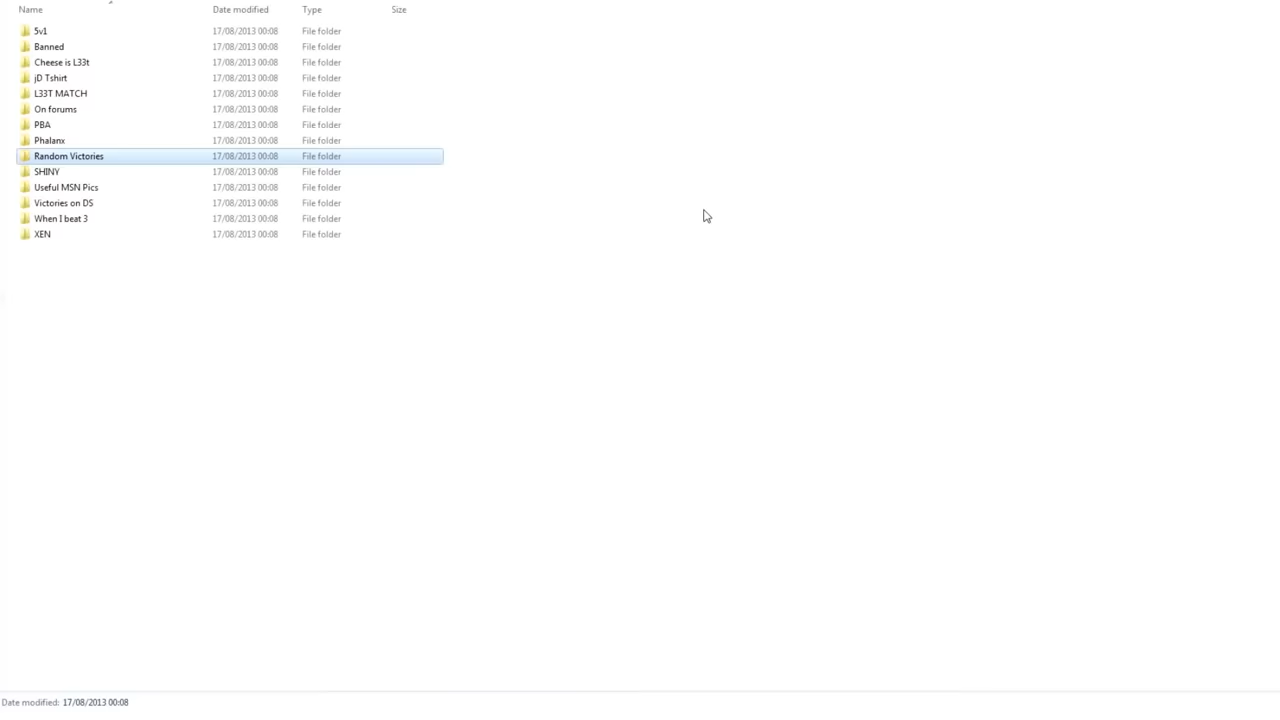 Name Date modified Type Size
5v1 17/08/2013 00:08 File folder
Banned 17/08/2013 00:08 File folder
Cheese is L33t 17/08/2013 00:08 File folder
jD Tshirt 17/08/2013 00:08 File folder
L33T MATCH 17/08/2013 00:08 File folder
On forums 17/08/2013 00:08 File folder
PBA 17/08/2013 00:08 File folder
Phalanx 17/08/2013 00:08 File folder
Random Victories 17/08/2013 00:08 File folder
SHINY 17/08/2013 00:08 File folder
Useful MSN Pics 17/08/2013 00:08 File folder
Victories on DS 17/08/2013 00:08 File folder
When I beat 3 17/08/2013 00:08 File folder
XEN 17/08/2013 00:08 File folder
Date modified: 17/08/2013 00:08